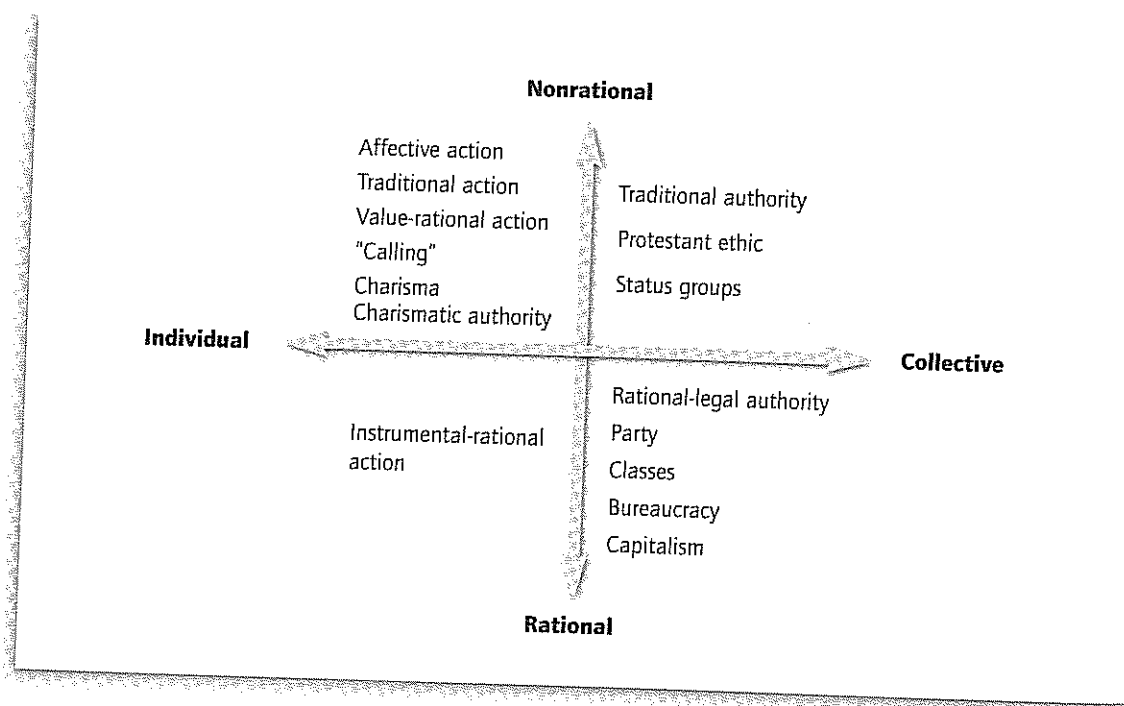 Nonrational
Affective action
Traditional action
Value-rational action
"Calling"
Charisma
Charismatic authority
Traditional authority
Protestant ethic
Status groups
Individual
Collective
Instrumental-rational
action
Rational-legal authority
Party
Classes
Bureaucracy
Capitalism
Rational